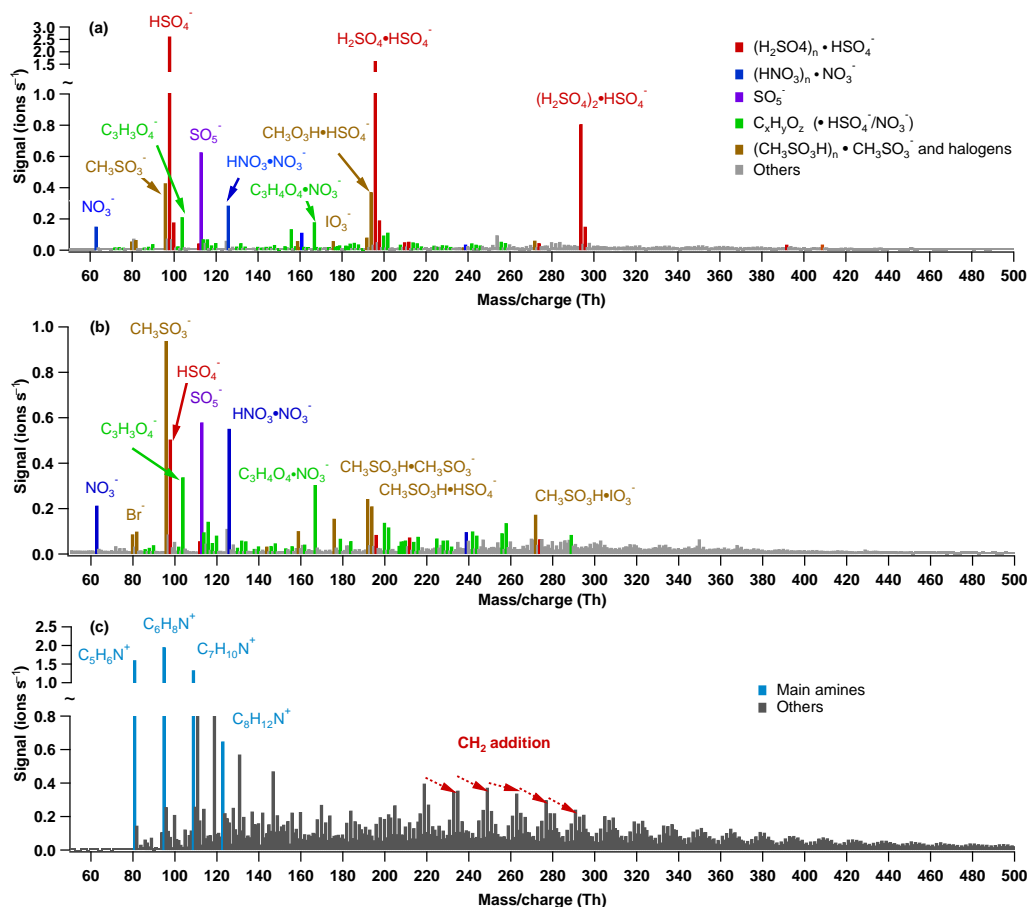 (a)
HSO₄⁻
H₂SO₄•HSO₄⁻
(H₂SO4)ₙ • HSO₄⁻
(HNO₃)ₙ • NO₃⁻
SO₅⁻
CₓHᵧO𝓏 (• HSO₄⁻/NO₃⁻)
(CH₃SO₃H)ₙ • CH₃SO₃⁻ and halogens
Others
(H₂SO4)₂•HSO₄⁻
C₃H₃O₄⁻
SO₅⁻
CH₃O₃H•HSO₄⁻
CH₃SO₃⁻
HNO₃•NO₃⁻
C₃H₄O₄•NO₃⁻
NO₃⁻
IO₃⁻
Signal (ions s⁻¹)
3.0
2.5
2.0
1.5
~
1.0
0.8
0.6
0.4
0.2
0.0
60 80 100 120 140 160 180 200 220 240 260 280 300 320 340 360 380 400 420 440 460 480 500
Mass/charge (Th)
(b)
CH₃SO₃⁻
HSO₄⁻
SO₅⁻
HNO₃•NO₃⁻
C₃H₃O₄⁻
C₃H₄O₄•NO₃⁻
CH₃SO₃H•CH₃SO₃⁻
CH₃SO₃H•HSO₄⁻
CH₃SO₃H•IO₃⁻
NO₃⁻
Br⁻
Signal (ions s⁻¹)
1.0
0.8
0.6
0.4
0.2
0.0
60 80 100 120 140 160 180 200 220 240 260 280 300 320 340 360 380 400 420 440 460 480 500
Mass/charge (Th)
(c)
C₆H₈N⁺
C₅H₆N⁺
C₇H₁₀N⁺
C₈H₁₂N⁺
Main amines
Others
CH₂ addition
Signal (ions s⁻¹)
2.5
2.0
1.5
1.0
~
0.8
0.6
0.4
0.2
0.0
60 80 100 120 140 160 180 200 220 240 260 280 300 320 340 360 380 400 420 440 460 480 500
Mass/charge (Th)